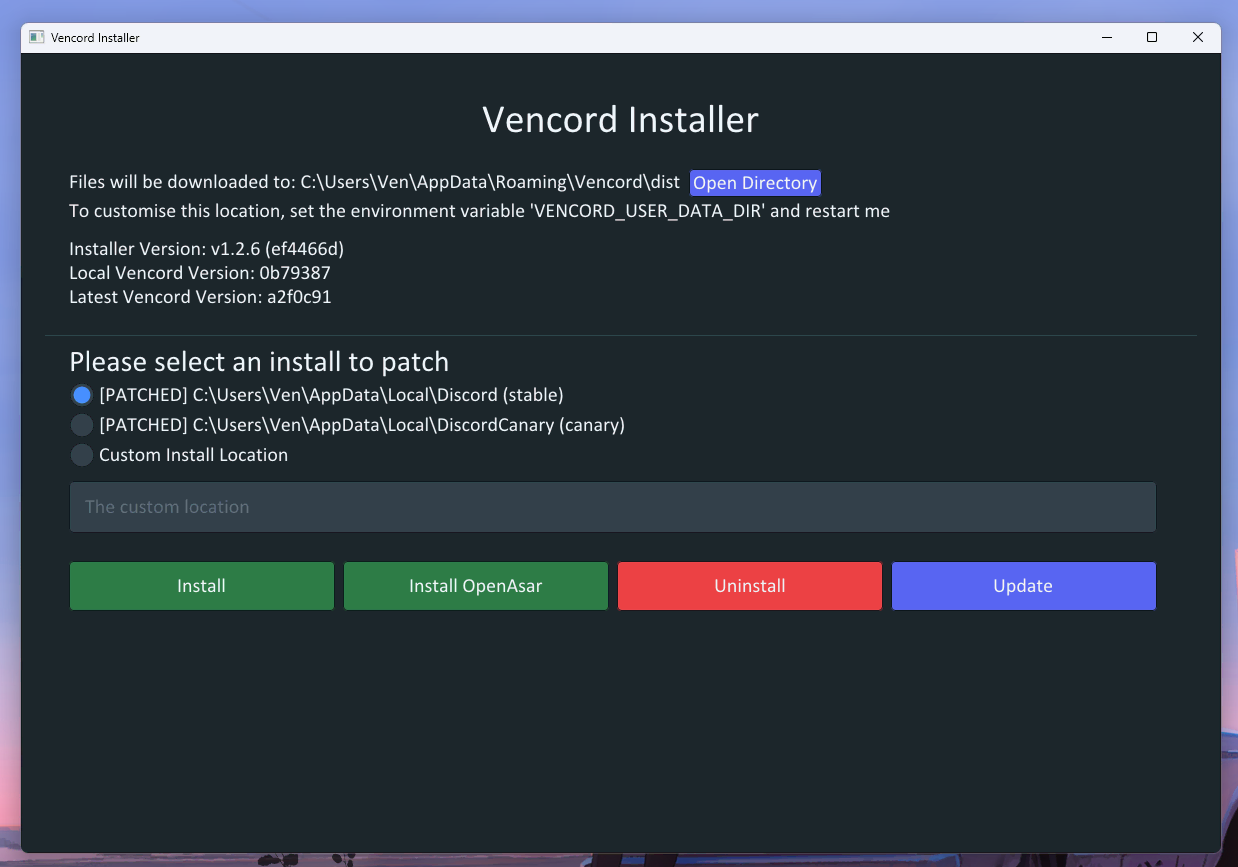 Vencord Installer
Vencord Installer
Files will be downloaded to: C:\Users\Ven\AppData\Roaming\Vencord\dist Open Directory
To customise this location, set the environment variable 'VENCORD_USER_DATA_DIR' and restart me
Installer Version: v1.2.6 (ef4466d)
Local Vencord Version: 0b79387
Latest Vencord Version: a2f0c91
Please select an install to patch
[PATCHED] C:\Users\Ven\AppData\Local\Discord (stable)
[PATCHED] C:\Users\Ven\AppData\Local\DiscordCanary (canary)
Custom Install Location
The custom location
Install Install OpenAsar Uninstall Update